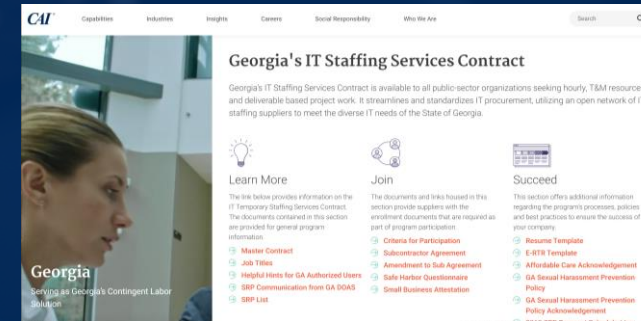 CAI
Capabilities
Industries
Insights
Careers
Social Responsibility
Who We Are
Search
Georgia's IT Staffing Services Contract
Georgia's IT Staffing Services Contract is available to all public-sector organizations seeking hourly, T&M resource
and deliverable based project work. It streamlines and standardizes IT procurement, utilizing an open network of I
staffing suppliers to meet the diverse IT needs of the State of Georgia.
Learn More
The link below provides information on the
IT Temporary Staffing Services Contract.
The documents contained in this section
are provided for general program
information
Master Contract
Job Titles
Helpful Hints for GA Authorized Users
SRP Communication from GA DOAS
SRP List
Join
The documents and links housed in this
section provide suppliers with the
enrollment documents that are required as
part of program participation.
Criteria for Participation
Subcontractor Agreement
Amendment to Sub Agreement
Safe Harbor Questionnaire
Small Business Attestation
Succeed
This section offers additional information
regarding the program's processes, policies
and best practices to ensure the success of
your company.
Resume Template
E-RTR Template
Affordable Care Acknowledgement
GA Sexual Harassment Prevention
Policy
GA Sexual Harassment Prevention
Policy Acknowledgement
Georgia
Serving as Georgia's Contingent Labor
Solution